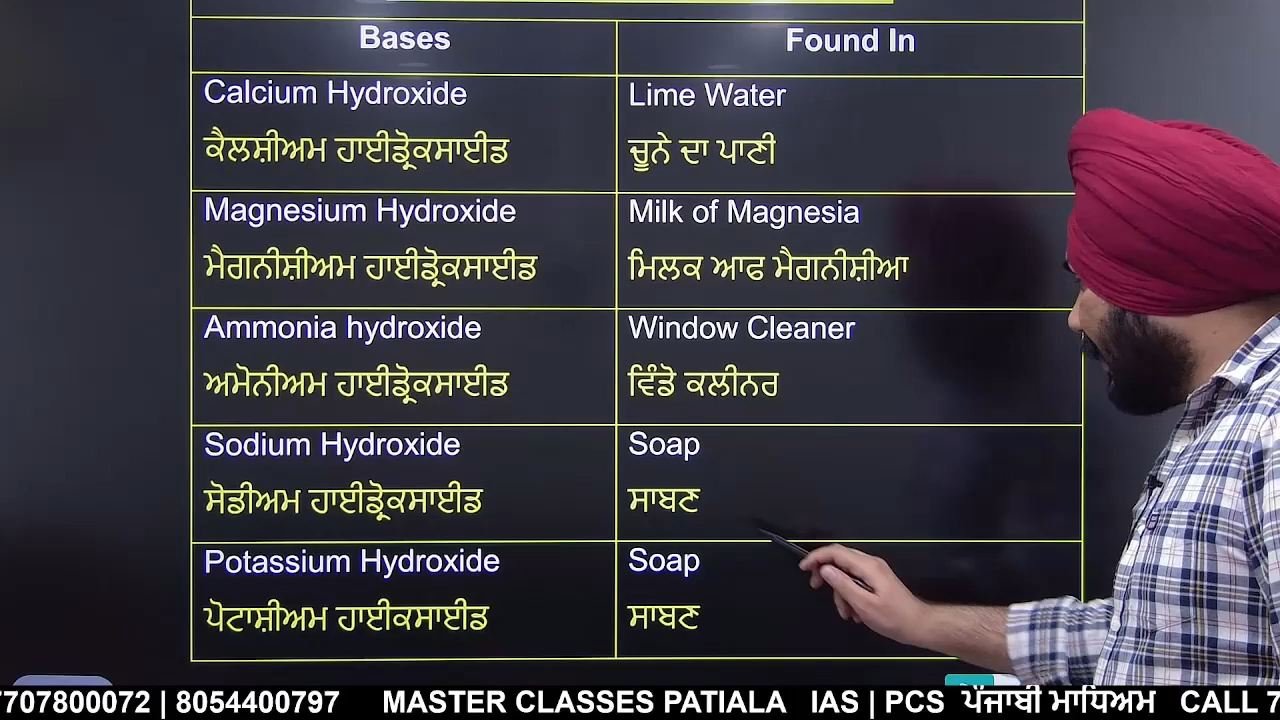 Bases
Found In
Calcium Hydroxide
ਕੈਲਸ਼ੀਅਮ ਹਾਈਡ੍ਰੋਕਸਾਈਡ
Lime Water
ਚੂਨੇ ਦਾ ਪਾਣੀ
Magnesium Hydroxide
ਮੈਗਨੀਸ਼ੀਅਮ ਹਾਈਡ੍ਰੋਕਸਾਈਡ
Milk of Magnesia
ਮਿਲਕ ਆਫ ਮੈਗਨੀਸ਼ੀਆ
Ammonia hydroxide
ਅਮੋਨੀਅਮ ਹਾਈਡ੍ਰੋਕਸਾਈਡ
Window Cleaner
ਵਿੰਡੋ ਕਲੀਨਰ
Sodium Hydroxide
ਸੋਡੀਅਮ ਹਾਈਡ੍ਰੋਕਸਾਈਡ
Soap
ਸਾਬਣ
Potassium Hydroxide
ਪੋਟਾਸ਼ੀਅਮ ਹਾਈਕਸਾਈਡ
Soap
ਸਾਬਣ
7707800072 | 8054400797 MASTER CLASSES PATIALA IAS | PCS ਪੰਜਾਬੀ ਮਾਧਿਅਮ CALL 7